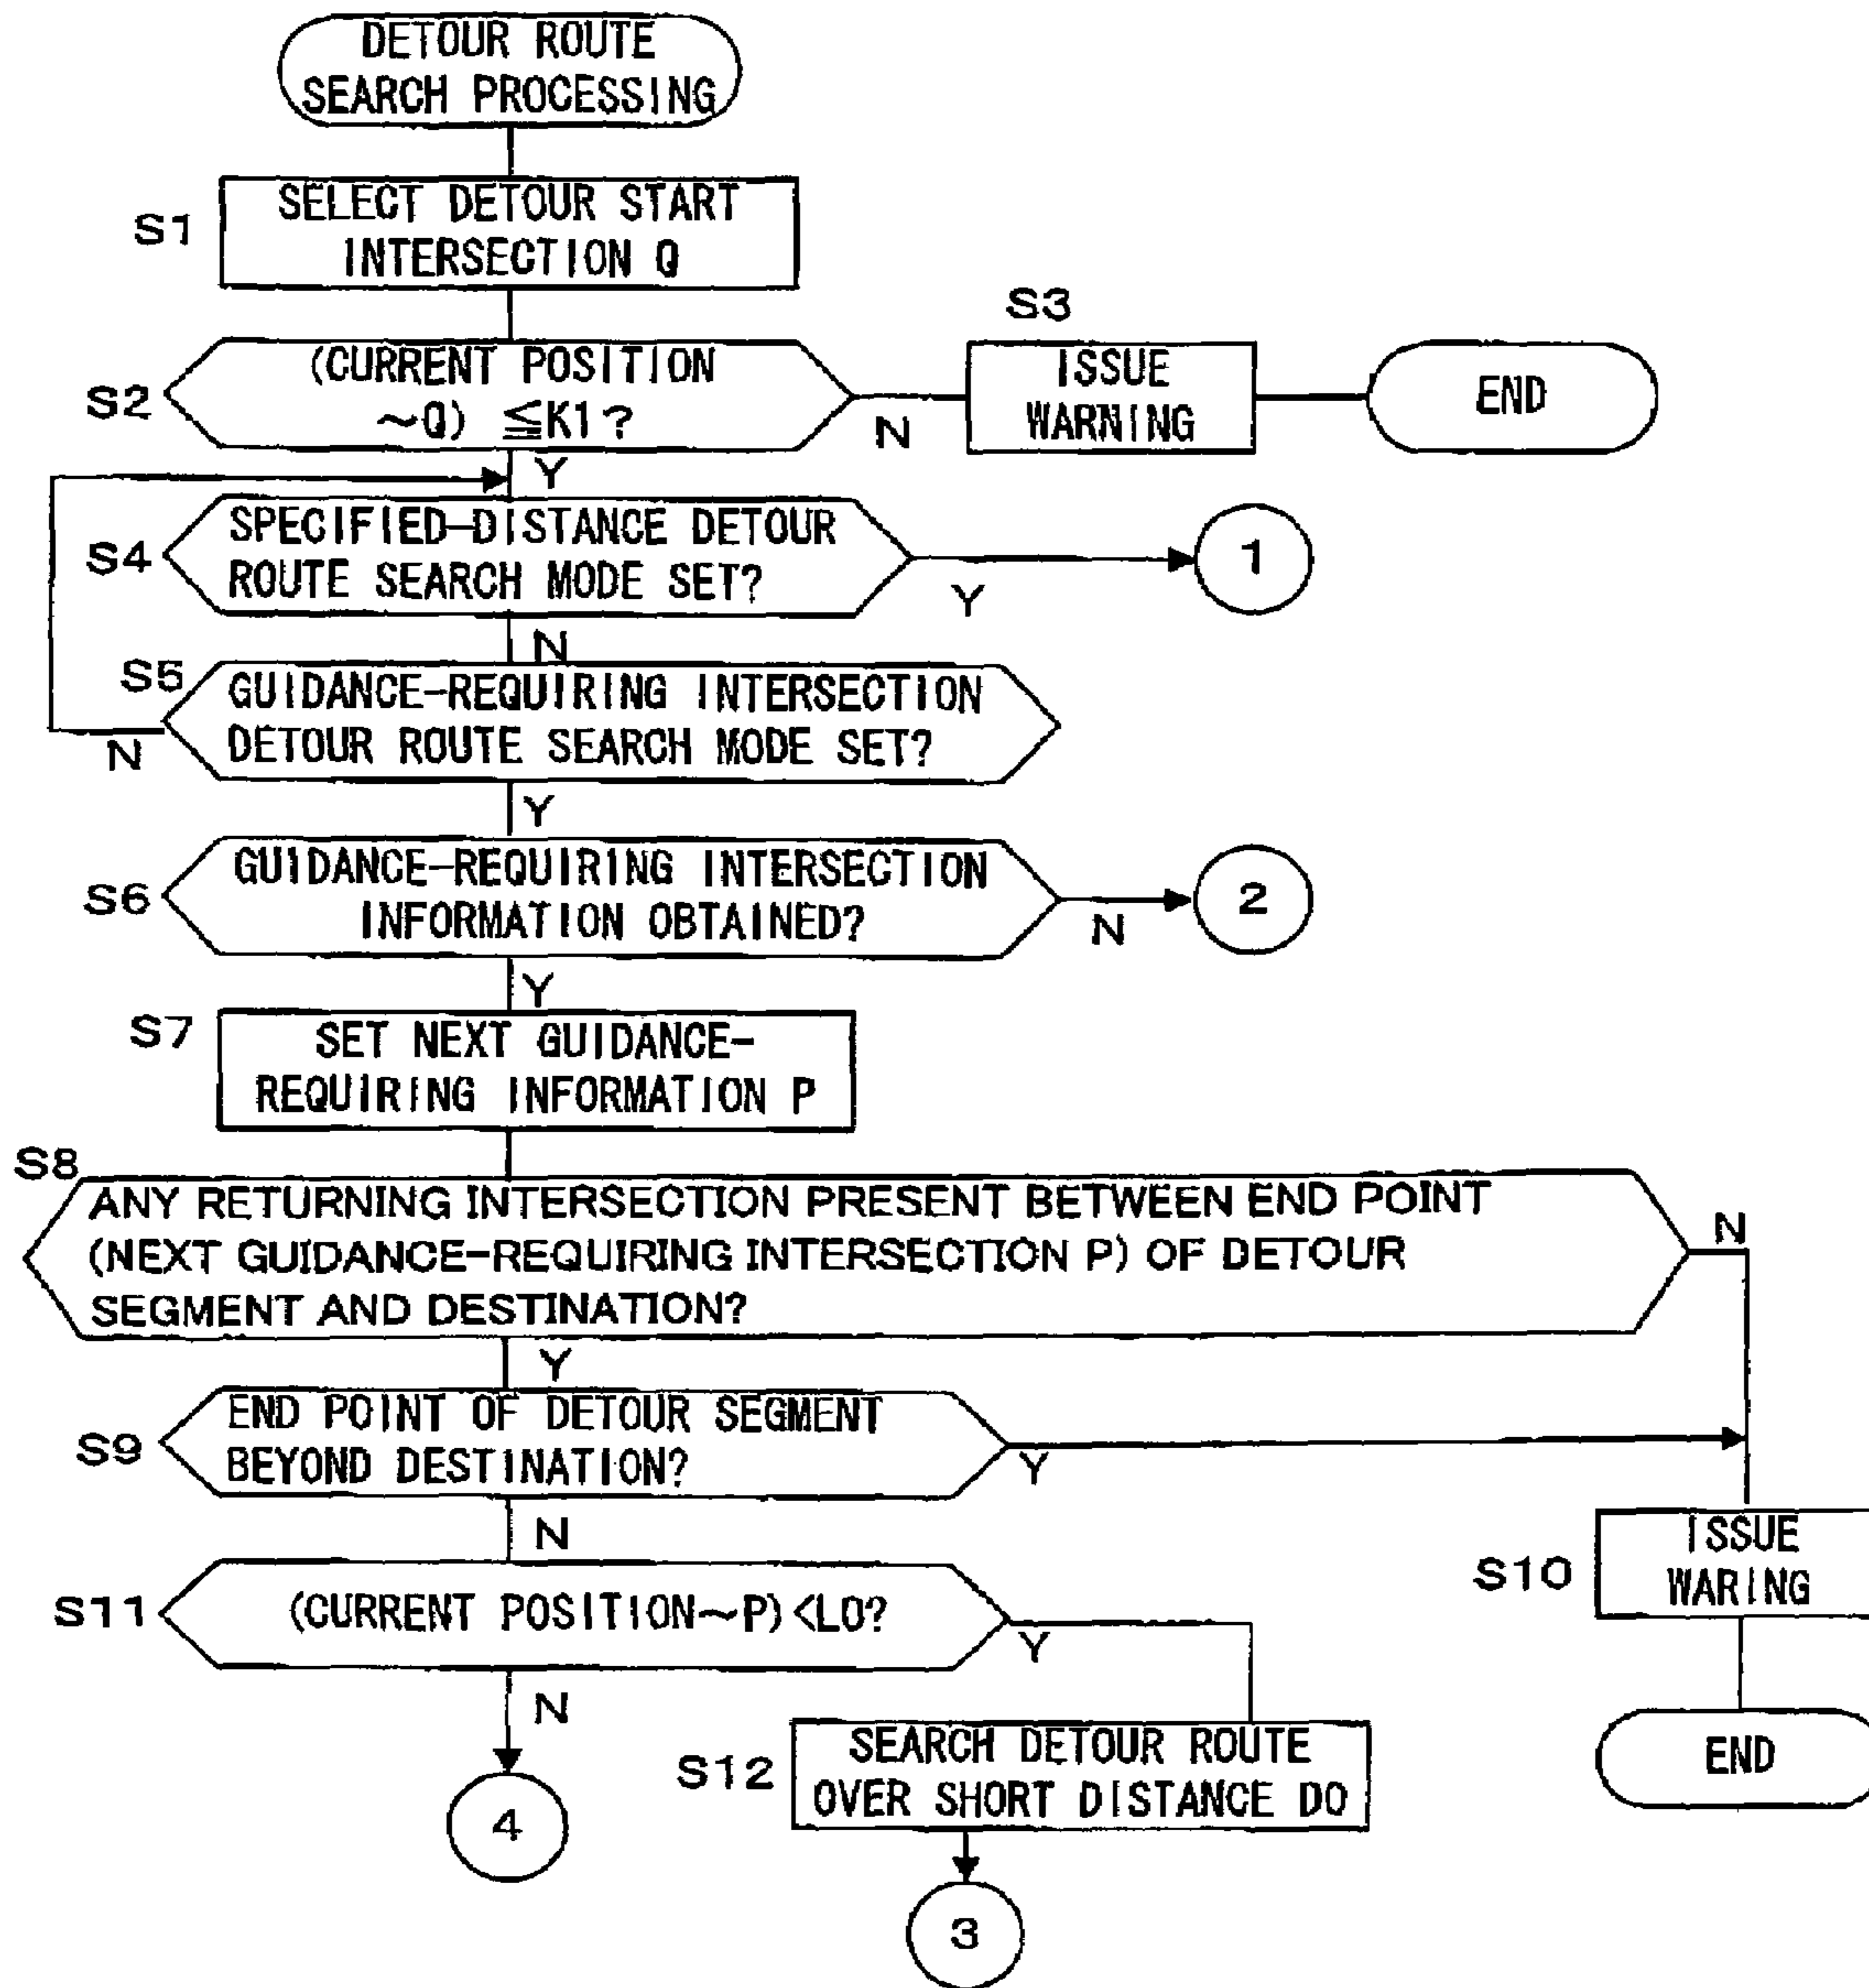 DETOUR ROUTE
SEARCH PROCESSING
S1
SELECT DETOUR START
INTERSECTION Q
S2
(CURRENT POSITION
~Q) ≦K1?
N
S3
ISSUE
WARNING
END
Y
S4
SPECIFIED-DISTANCE DETOUR
ROUTE SEARCH MODE SET?
Y
1
N
S5
GUIDANCE-REQUIRING INTERSECTION
DETOUR ROUTE SEARCH MODE SET?
N
Y
S6
GUIDANCE-REQUIRING INTERSECTION
INFORMATION OBTAINED?
N
2
Y
S7
SET NEXT GUIDANCE-
REQUIRING INFORMATION P
S8
ANY RETURNING INTERSECTION PRESENT BETWEEN END POINT
(NEXT GUIDANCE-REQUIRING INTERSECTION P) OF DETOUR
SEGMENT AND DESTINATION?
N
Y
S9
END POINT OF DETOUR SEGMENT
BEYOND DESTINATION?
Y
N
S10
ISSUE
WARING
END
S11
(CURRENT POSITION~P)<L0?
Y
N
4
S12
SEARCH DETOUR ROUTE
OVER SHORT DISTANCE D0
3